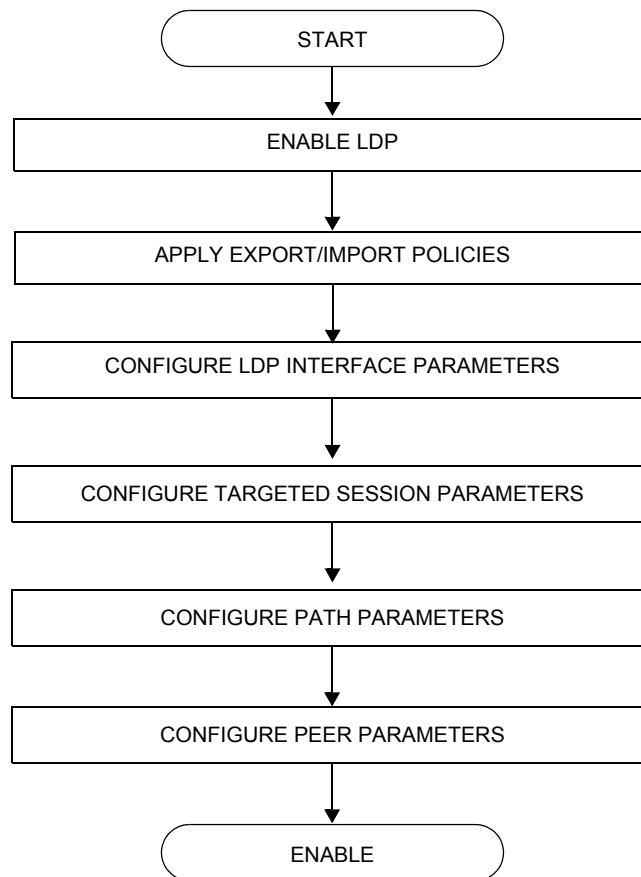 START
ENABLE LDP
APPLY EXPORT/IMPORT POLICIES
CONFIGURE LDP INTERFACE PARAMETERS
CONFIGURE TARGETED SESSION PARAMETERS
CONFIGURE PATH PARAMETERS
CONFIGURE PEER PARAMETERS
ENABLE